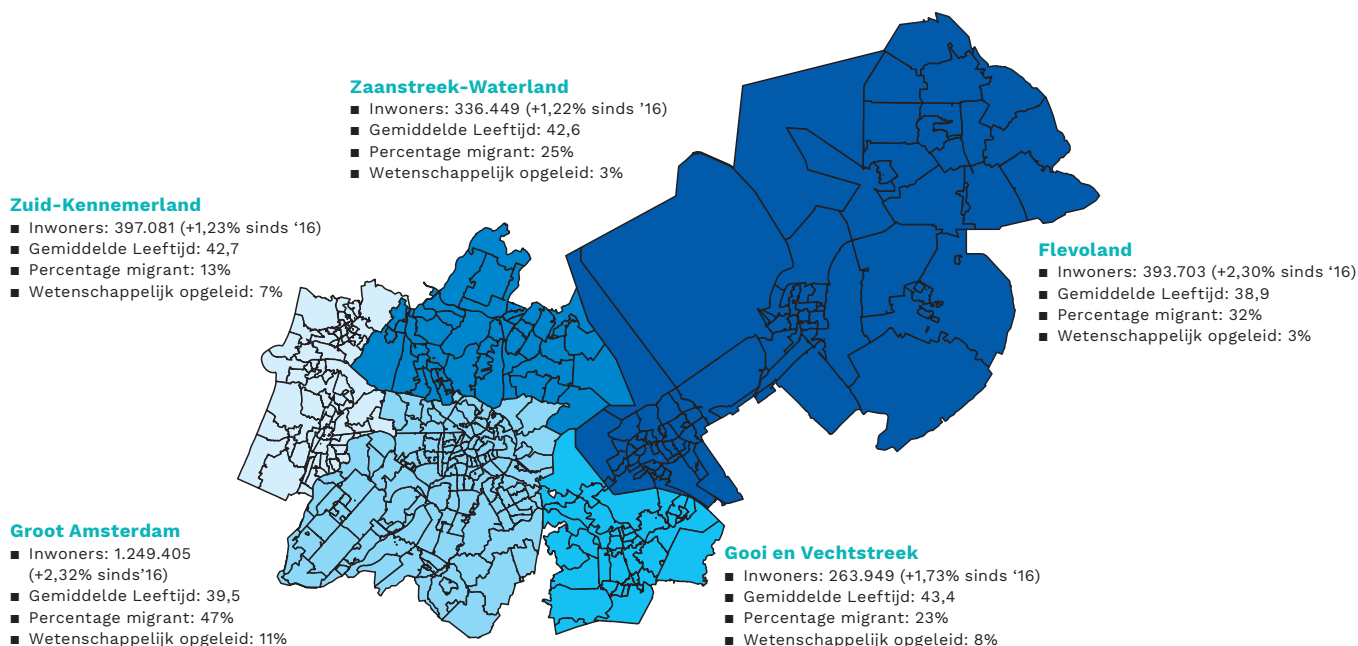 Zaanstreek-Waterland
▪ Inwoners: 336.449 (+1,22% sinds ’16)
▪ Gemiddelde Leeftijd: 42,6
▪ Percentage migrant: 25%
▪ Wetenschappelijk opgeleid: 3%
Zuid-Kennemerland
▪ Inwoners: 397.081 (+1,23% sinds ‘16)
▪ Gemiddelde Leeftijd: 42,7
▪ Percentage migrant: 13%
▪ Wetenschappelijk opgeleid: 7%
Flevoland
▪ Inwoners: 393.703 (+2,30% sinds ‘16)
▪ Gemiddelde Leeftijd: 38,9
▪ Percentage migrant: 32%
▪ Wetenschappelijk opgeleid: 3%
Groot Amsterdam
▪ Inwoners: 1.249.405
(+2,32% sinds’16)
▪ Gemiddelde Leeftijd: 39,5
▪ Percentage migrant: 47%
▪ Wetenschappelijk opgeleid: 11%
Gooi en Vechtstreek
▪ Inwoners: 263.949 (+1,73% sinds ‘16)
▪ Gemiddelde Leeftijd: 43,4
▪ Percentage migrant: 23%
▪ Wetenschappelijk opgeleid: 8%